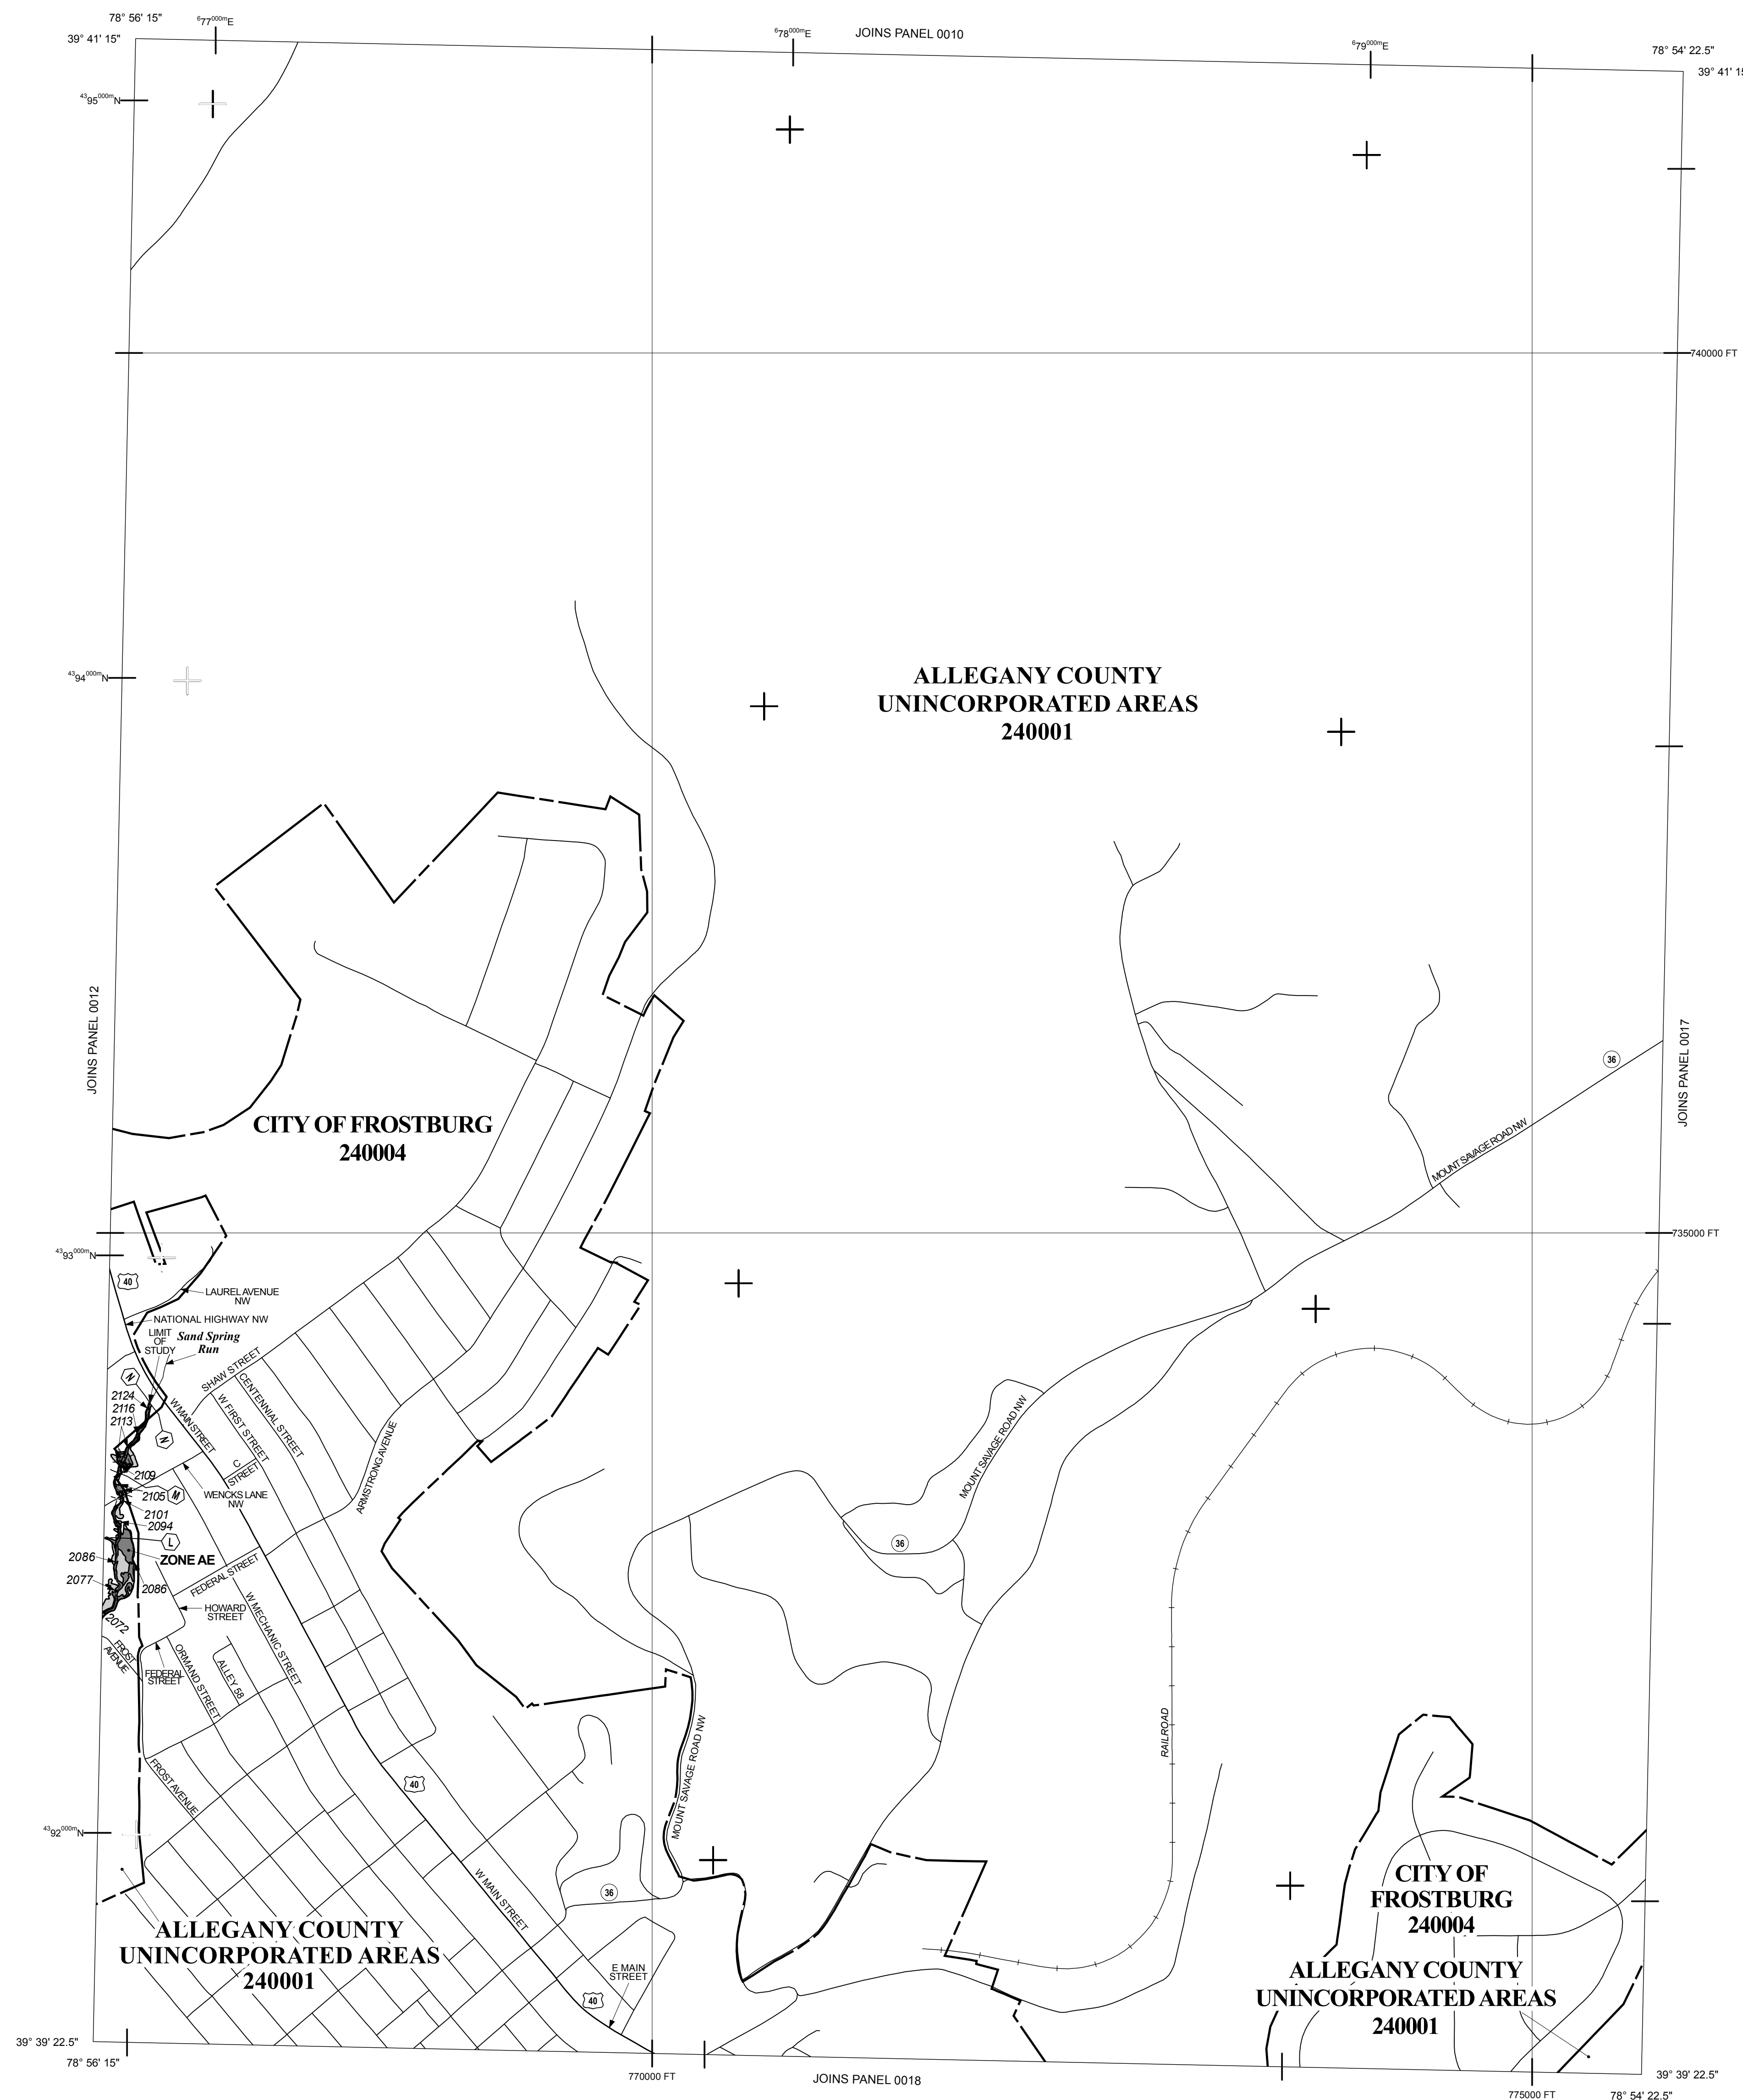 78° 56' 15"
677000mE
678000mE
JOINS PANEL 0010
679000mE
78° 54' 22.5"
39° 41' 15"
39° 41' 15
4395000mN
740000 FT
4394000mN
ALLEGANY COUNTY
UNINCORPORATED AREAS
240001
JOINS PANEL 0012
JOINS PANEL 0017
36
CITY OF FROSTBURG
240004
MOUNT SAVAGE ROAD NW
735000 FT
4393000mN
40
LAUREL AVENUE
NW
NATIONAL HIGHWAY NW
LIMIT
OF
STUDY
Sand Spring
Run
SHAW STREET
N
CENTENNIAL STREET
W FIRST STREET
2124
2116
2113
W MAIN STREET
N
MOUNT SAVAGE ROAD NW
ARMSTRONG AVENUE
C
STREET
2109
2105
M
WENCKS LANE
NW
2101
2094
L
36
2086
ZONE AE
FEDERAL STREET
2077
2086
HOWARD
STREET
W MECHANIC STREET
2072
FROST
AVENUE
FEDERAL
STREET
ORMAND STREET
ALLEY 58
RAILROAD
MOUNT SAVAGE ROAD NW
FROST AVENUE
40
4392000mN
W MAIN STREET
36
CITY OF
FROSTBURG
240004
ALLEGANY COUNTY
UNINCORPORATED AREAS
240001
E MAIN
STREET
40
ALLEGANY COUNTY
UNINCORPORATED AREAS
240001
39° 39' 22.5"
78° 56' 15"
770000 FT
JOINS PANEL 0018
39° 39' 22.5"
775000 FT
78° 54' 22.5"